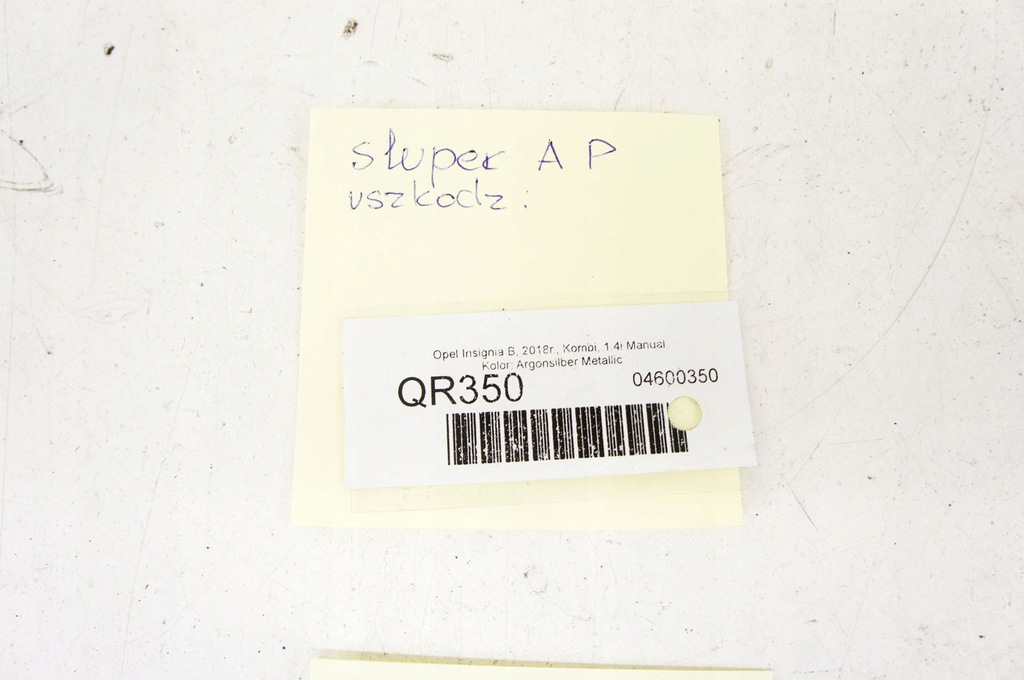 słupek A P
uszkodz:
Opel Insignia B, 2018r., Kombi, 1.4i Manual,
Kolor: Argonsilber Metallic
QR350
04600350